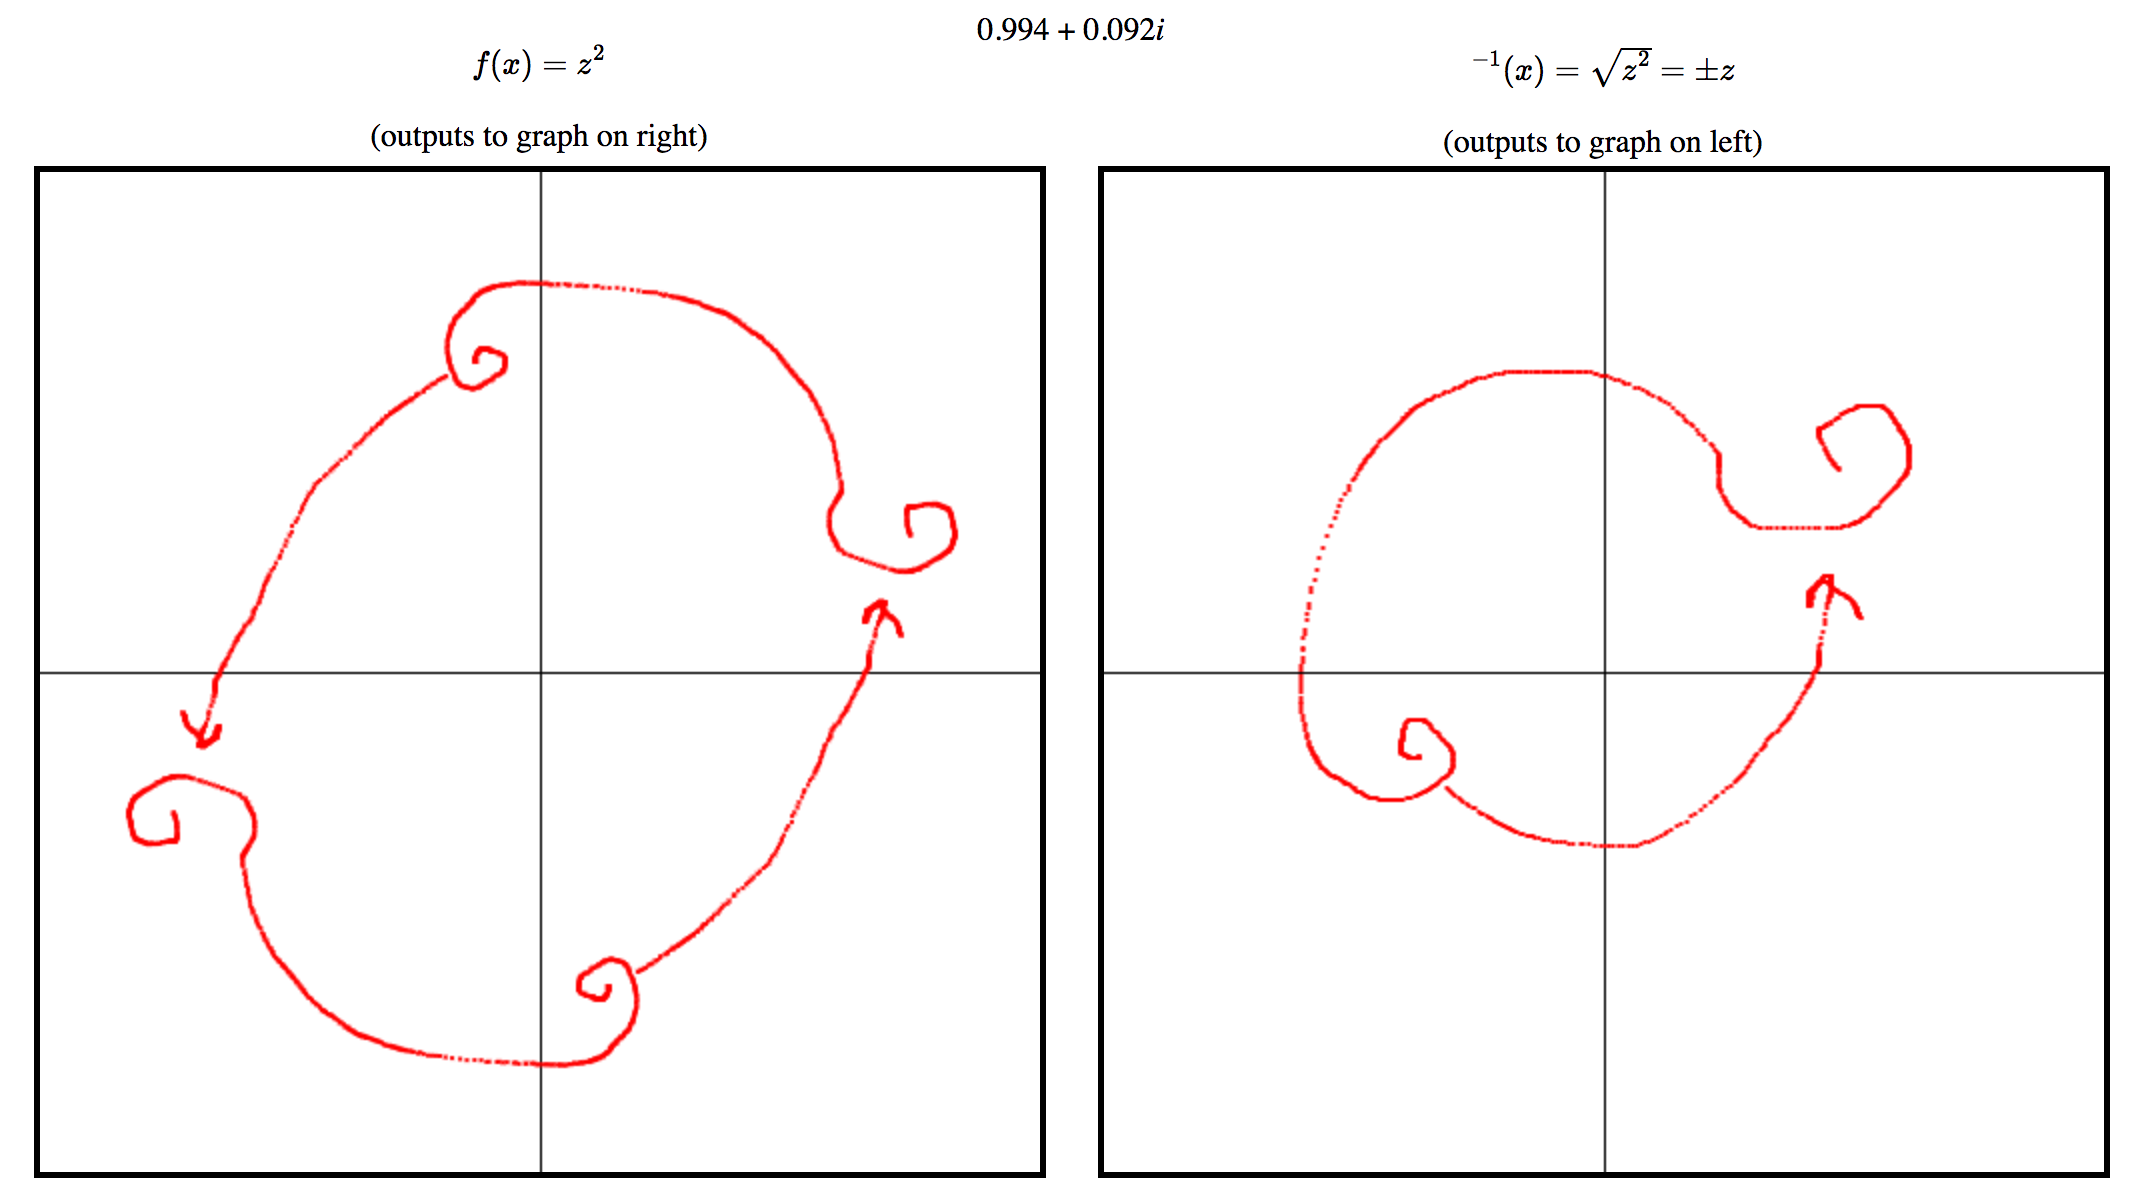 0.994 + 0.092i
f(x) = z²
(outputs to graph on right)
⁻¹(x) = √z² = ±z
(outputs to graph on left)